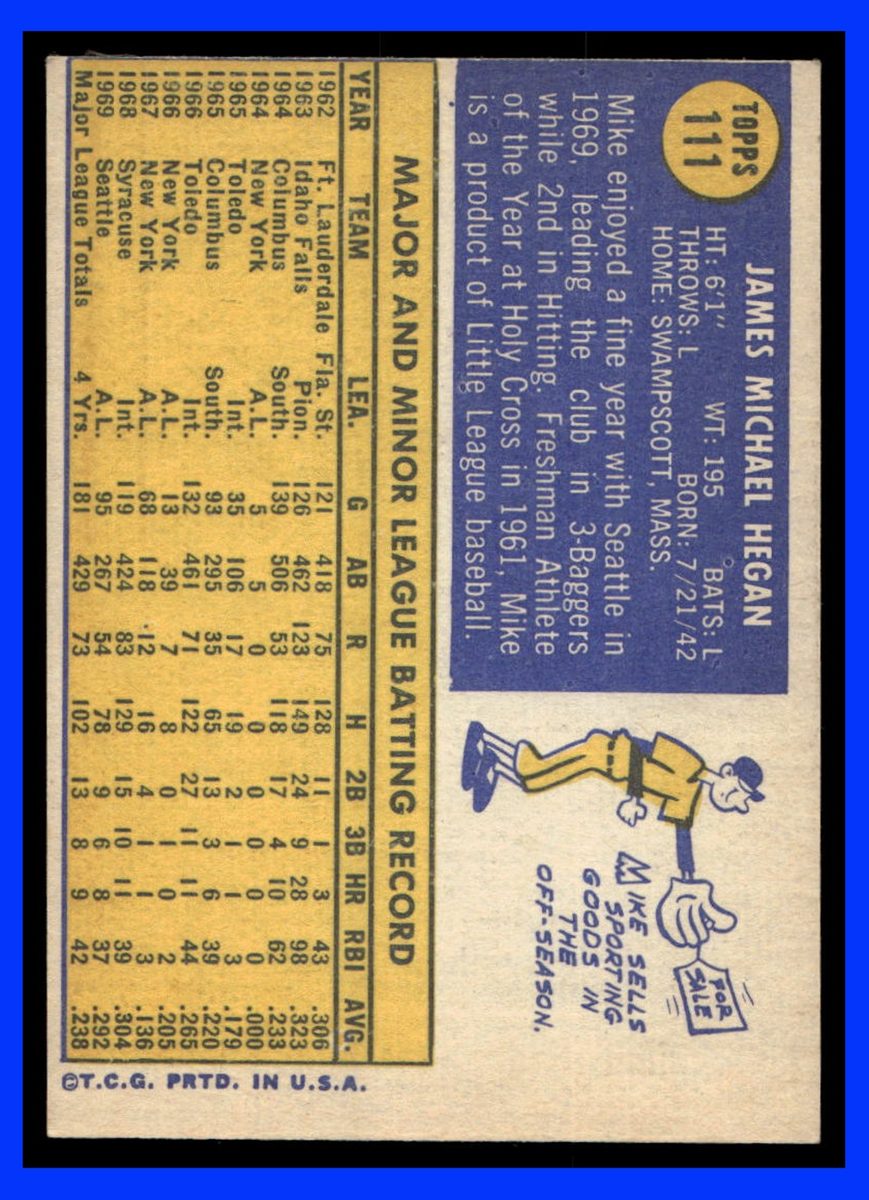 TOPPS
111
JAMES MICHAEL HEGAN
HT: 6'1" WT: 195 BATS: L
THROWS: L BORN: 7/21/42
HOME: SWAMPSCOTT, MASS.
Mike enjoyed a fine year with Seattle in
1969, leading the club in 3-Baggers
while 2nd in Hitting. Freshman Athlete
of the Year at Holy Cross in 1961, Mike
is a product of Little League baseball.
FOR
SALE
MIKE SELLS
SPORTING
GOODS IN
THE
OFF-SEASON.
MAJOR AND MINOR LEAGUE BATTING RECORD
YEAR TEAM LEA. G AB R H 2B 3B HR RBI AVG.
1962 Ft. Lauderdale Fla. St. 121 418 75 128 11 1 3 43 .306
1963 Idaho Falls Pion. 126 462 123 149 24 9 28 98 .323
1964 Columbus South. 139 506 53 118 17 4 10 62 .233
1964 New York A.L. 5 5 0 0 0 0 0 0 .000
1965 Toledo Int. 35 106 17 19 2 1 1 3 .179
1965 Columbus South. 93 295 35 65 13 3 6 39 .220
1966 Toledo Int. 132 461 71 122 27 11 11 44 .265
1966 New York A.L. 13 39 7 8 0 1 0 2 .205
1967 New York A.L. 68 118 12 16 4 1 1 3 .136
1968 Syracuse Int. 119 424 83 129 15 10 11 39 .304
1969 Seattle A.L. 95 267 54 78 9 6 8 37 .292
Major League Totals 4 Yrs. 181 429 73 102 13 8 9 42 .238
©T.C.G. PRTD. IN U.S.A.